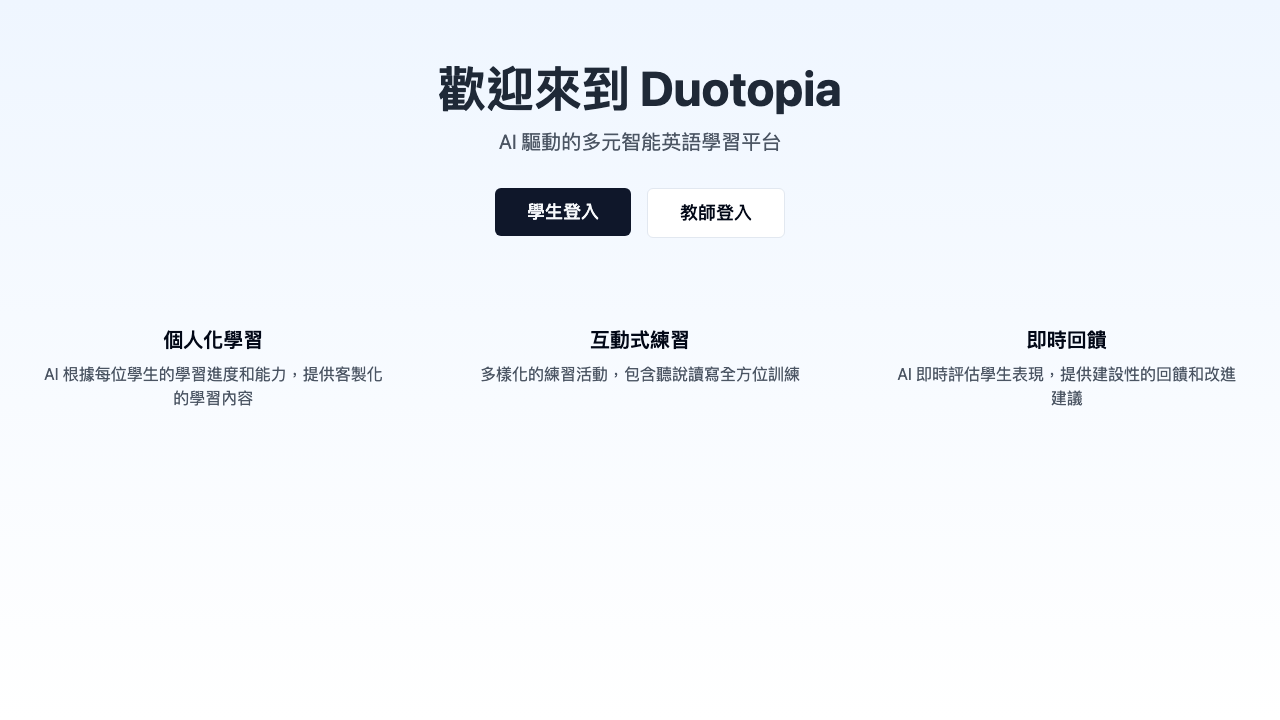 歡迎來到 Duotopia
AI 驅動的多元智能英語學習平台
學生登入
教師登入
個人化學習
AI 根據每位學生的學習進度和能力，提供客製化
的學習內容
互動式練習
多樣化的練習活動，包含聽說讀寫全方位訓練
即時回饋
AI 即時評估學生表現，提供建設性的回饋和改進
建議